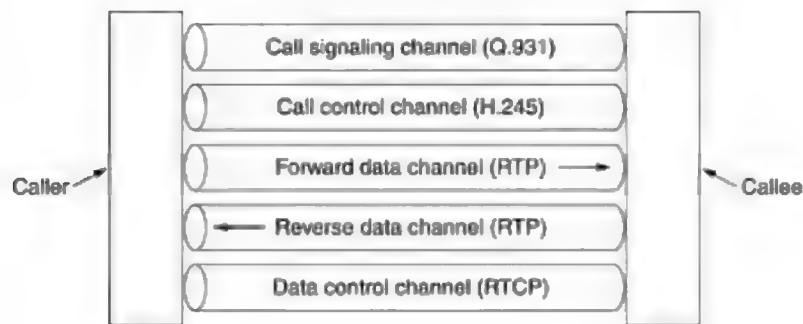 Call signaling channel (Q.931)
Call control channel (H.245)
Forward data channel (RTP)
Caller
Callee
Reverse data channel (RTP)
Data control channel (RTCP)